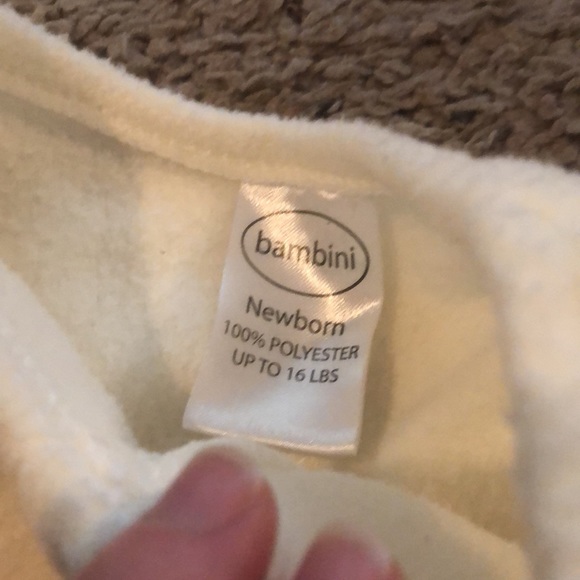 bambini
Newborn
100% POLYESTER
UP TO 16 LBS